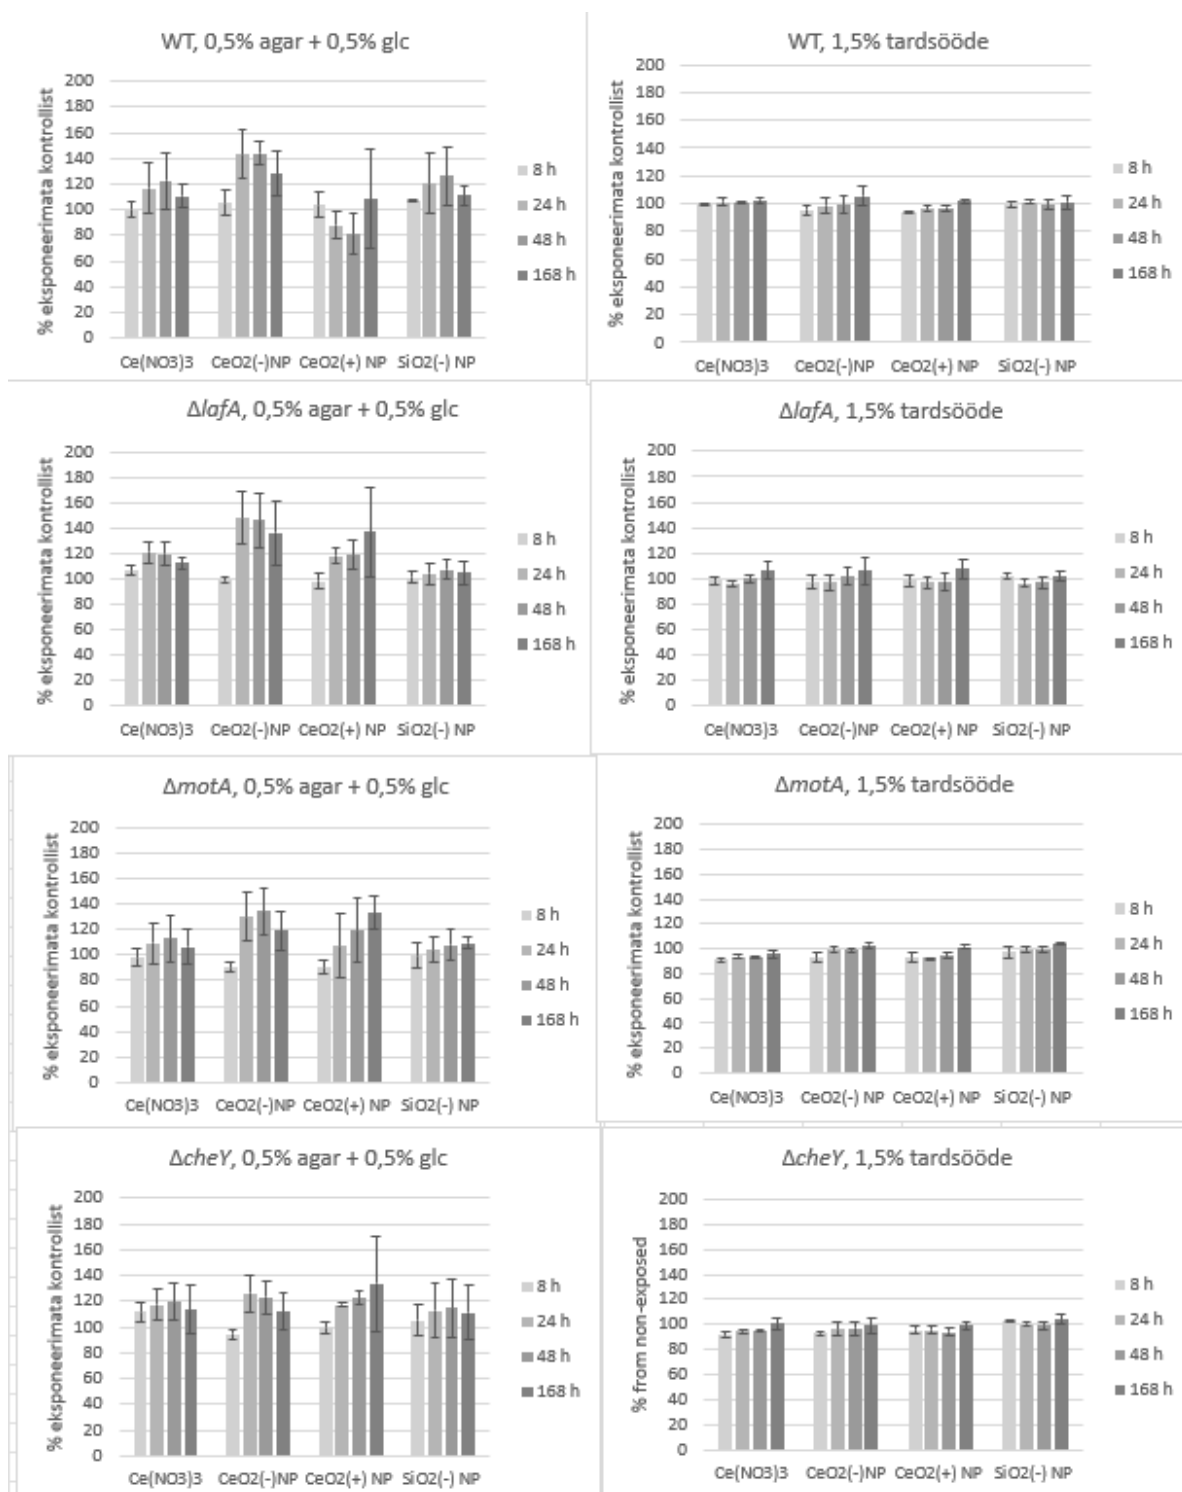 WT, 0,5% agar + 0,5% glc
% eksponeerimata kontrollist
200
180
160
140
120
100
80
60
40
20
0
Ce(NO3)3 CeO2(-)NP CeO2(+) NP SiO2(-) NP
8 h
24 h
48 h
168 h
WT, 1,5% tardsööde
% eksponeerimata kontrollist
200
180
160
140
120
100
80
60
40
20
0
Ce(NO3)3 CeO2(-)NP CeO2(+) NP SiO2(-) NP
8 h
24 h
48 h
168 h
ΔlafA, 0,5% agar + 0,5% glc
% eksponeerimata kontrollist
200
180
160
140
120
100
80
60
40
20
0
Ce(NO3)3 CeO2(-)NP CeO2(+) NP SiO2(-) NP
8 h
24 h
48 h
168 h
ΔlafA, 1,5% tardsööde
% eksponeerimata kontrollist
200
180
160
140
120
100
80
60
40
20
0
Ce(NO3)3 CeO2(-)NP CeO2(+) NP SiO2(-) NP
8 h
24 h
48 h
168 h
ΔmotA, 0,5% agar + 0,5% glc
% eksponeerimata kontrollist
200
180
160
140
120
100
80
60
40
20
0
Ce(NO3)3 CeO2(-)NP CeO2(+) NP SiO2(-) NP
8 h
24 h
48 h
168 h
ΔmotA, 1,5% tardsööde
% eksponeerimata kontrollist
200
180
160
140
120
100
80
60
40
20
0
Ce(NO3)3 CeO2(-) NP CeO2(+) NP SiO2(-) NP
8 h
24 h
48 h
168 h
ΔcheY, 0,5% agar + 0,5% glc
% eksponeerimata kontrollist
200
180
160
140
120
100
80
60
40
20
0
Ce(NO3)3 CeO2(-)NP CeO2(+) NP SiO2(-) NP
8 h
24 h
48 h
168 h
ΔcheY, 1,5% tardsööde
% from non-exposed
200
180
160
140
120
100
80
60
40
20
0
Ce(NO3)3 CeO2(-)NP CeO2(+) NP SiO2(-) NP
8 h
24 h
48 h
168 h